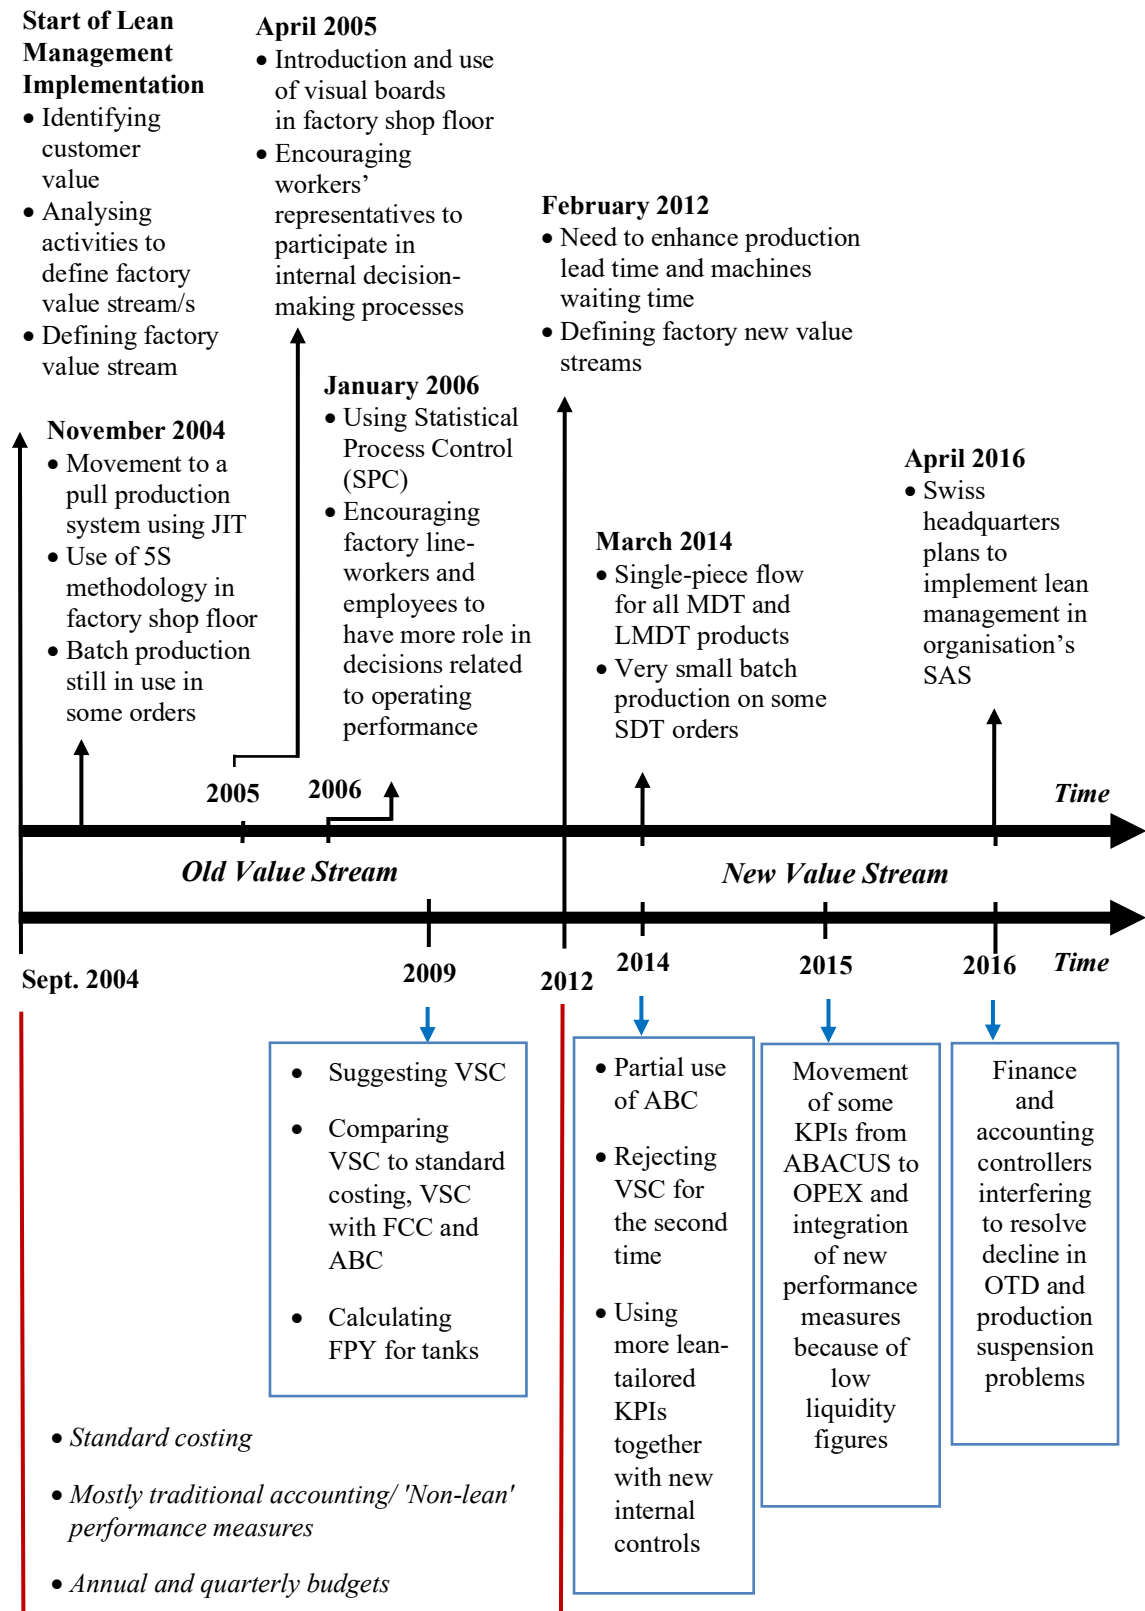 Start of Lean
Management
Implementation
• Identifying
customer
value
• Analysing
activities to
define factory
value stream/s
• Defining factory
value stream
April 2005
• Introduction and use
of visual boards
in factory shop floor
• Encouraging
workers’
representatives to
participate in
internal decision-
making processes
November 2004
• Movement to a
pull production
system using JIT
• Use of 5S
methodology in
factory shop floor
• Batch production
still in use in
some orders
January 2006
• Using Statistical
Process Control
(SPC)
• Encouraging
factory line-
workers and
employees to
have more role in
decisions related
to operating
performance
February 2012
• Need to enhance production
lead time and machines
waiting time
• Defining factory new value
streams
March 2014
• Single-piece flow
for all MDT and
LMDT products
• Very small batch
production on some
SDT orders
April 2016
• Swiss
headquarters
plans to
implement lean
management in
organisation’s
SAS
2005
2006
Time
Old Value Stream
New Value Stream
Sept. 2004
2009
2012
2014
2015
2016
Time
• Suggesting VSC
• Comparing
VSC to standard
costing, VSC
with FCC and
ABC
• Calculating
FPY for tanks
• Partial use
of ABC
• Rejecting
VSC for
the second
time
• Using
more lean-
tailored
KPIs
together
with new
internal
controls
Movement
of some
KPIs from
ABACUS to
OPEX and
integration
of new
performance
measures
because of
low
liquidity
figures
Finance
and
accounting
controllers
interfering
to resolve
decline in
OTD and
production
suspension
problems
• Standard costing
• Mostly traditional accounting/ 'Non-lean'
performance measures
• Annual and quarterly budgets